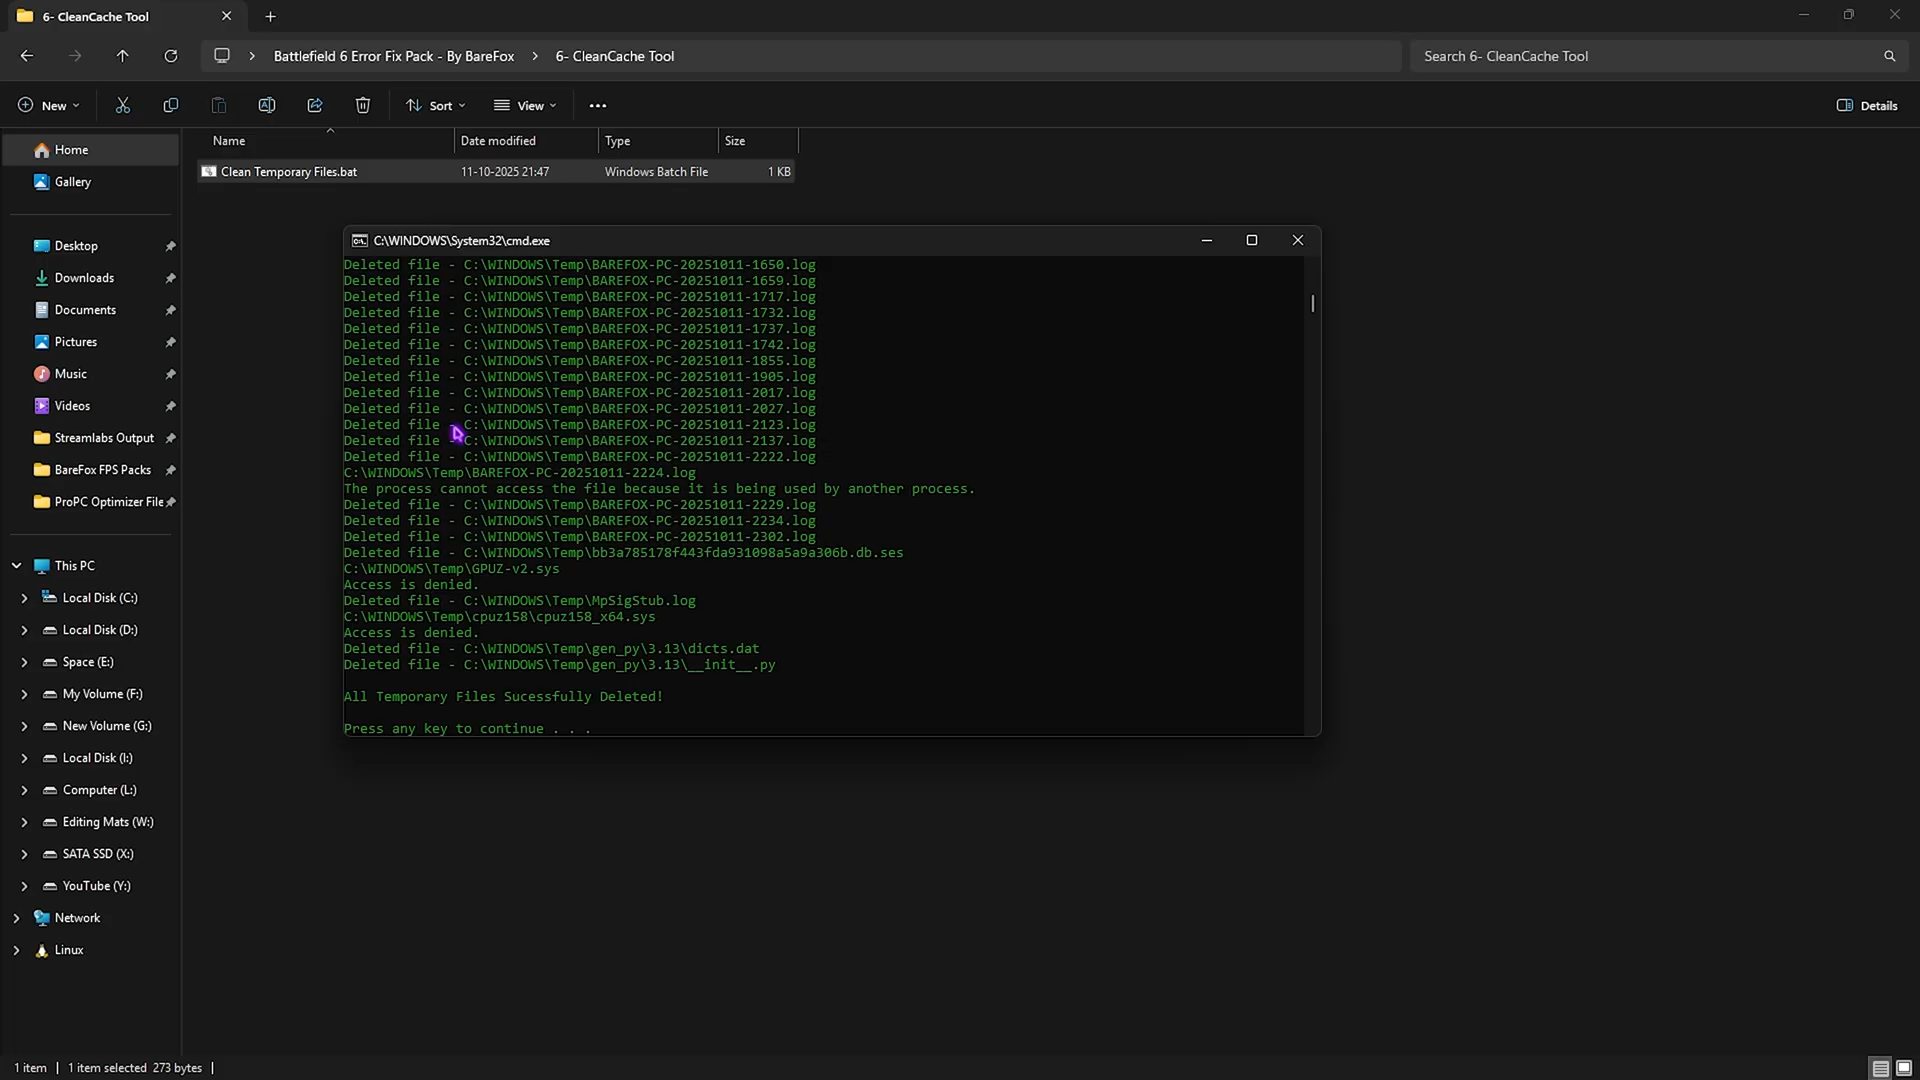 6- CleanCache Tool
Battlefield 6 Error Fix Pack - By BareFox
6- CleanCache Tool
Search 6- CleanCache Tool
New
Sort
View
Details
Name
Date modified
Type
Size
Clean Temporary Files.bat
11-10-2025 21:47
Windows Batch File
1 KB
Home
Gallery
Desktop
Downloads
Documents
Pictures
Music
Videos
Streamlabs Output
BareFox FPS Packs
ProPC Optimizer File
This PC
Local Disk (C:)
Local Disk (D:)
Space (E:)
My Volume (F:)
New Volume (G:)
Local Disk (I:)
Computer (L:)
Editing Mats (W:)
SATA SSD (X:)
YouTube (Y:)
Network
Linux
C:\WINDOWS\System32\cmd.exe
Deleted file - C:\WINDOWS\Temp\BAREFOX-PC-20251011-1650.log
Deleted file - C:\WINDOWS\Temp\BAREFOX-PC-20251011-1659.log
Deleted file - C:\WINDOWS\Temp\BAREFOX-PC-20251011-1717.log
Deleted file - C:\WINDOWS\Temp\BAREFOX-PC-20251011-1732.log
Deleted file - C:\WINDOWS\Temp\BAREFOX-PC-20251011-1737.log
Deleted file - C:\WINDOWS\Temp\BAREFOX-PC-20251011-1742.log
Deleted file - C:\WINDOWS\Temp\BAREFOX-PC-20251011-1855.log
Deleted file - C:\WINDOWS\Temp\BAREFOX-PC-20251011-1905.log
Deleted file - C:\WINDOWS\Temp\BAREFOX-PC-20251011-2017.log
Deleted file - C:\WINDOWS\Temp\BAREFOX-PC-20251011-2027.log
Deleted file - C:\WINDOWS\Temp\BAREFOX-PC-20251011-2123.log
Deleted file - C:\WINDOWS\Temp\BAREFOX-PC-20251011-2137.log
Deleted file - C:\WINDOWS\Temp\BAREFOX-PC-20251011-2222.log
C:\WINDOWS\Temp\BAREFOX-PC-20251011-2224.log
The process cannot access the file because it is being used by another process.
Deleted file - C:\WINDOWS\Temp\BAREFOX-PC-20251011-2229.log
Deleted file - C:\WINDOWS\Temp\BAREFOX-PC-20251011-2234.log
Deleted file - C:\WINDOWS\Temp\BAREFOX-PC-20251011-2302.log
Deleted file - C:\WINDOWS\Temp\bb3a785178f443fda931098a5a9a306b.db.ses
C:\WINDOWS\Temp\GPUZ-v2.sys
Access is denied.
Deleted file - C:\WINDOWS\Temp\MpSigStub.log
C:\WINDOWS\Temp\cpuz158\cpuz158_x64.sys
Access is denied.
Deleted file - C:\WINDOWS\Temp\gen_py\3.13\dicts.dat
Deleted file - C:\WINDOWS\Temp\gen_py\3.13\__init__.py
All Temporary Files Sucessfully Deleted!
Press any key to continue . . .
1 item
1 item selected 273 bytes